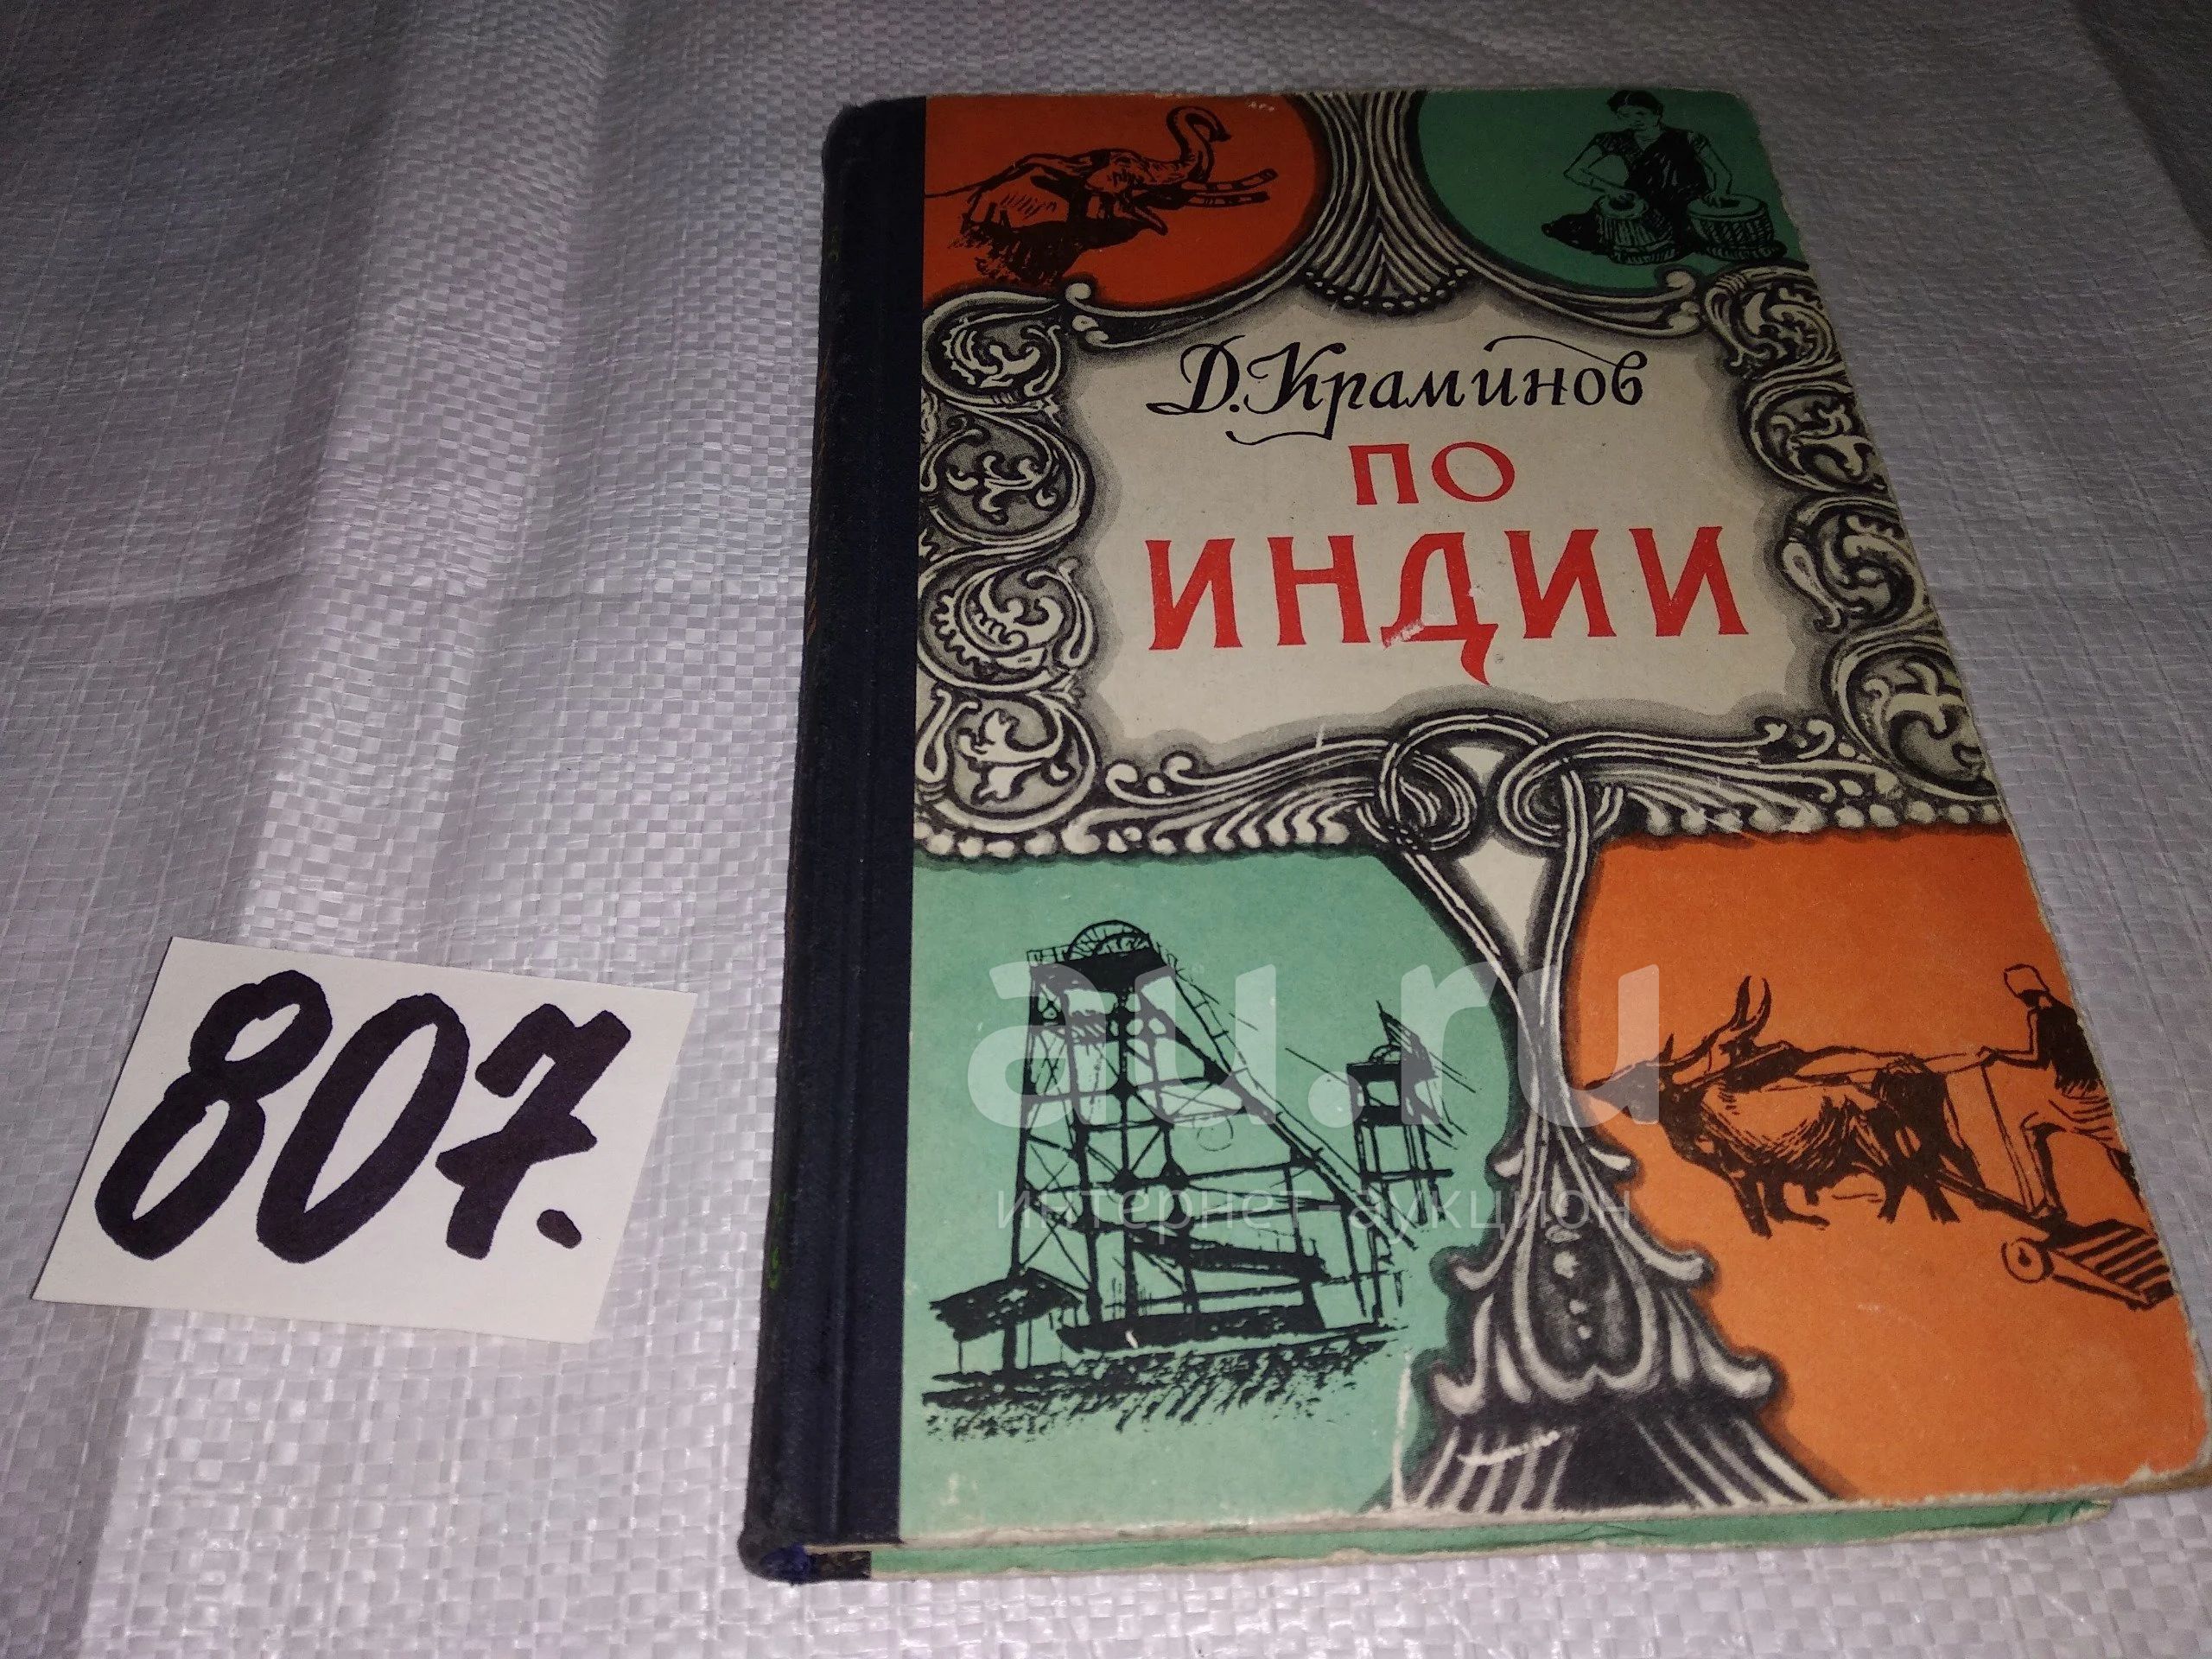 Д. Краминов
ПО
ИНДИИ
807.
au.ru
интернет-аукцион